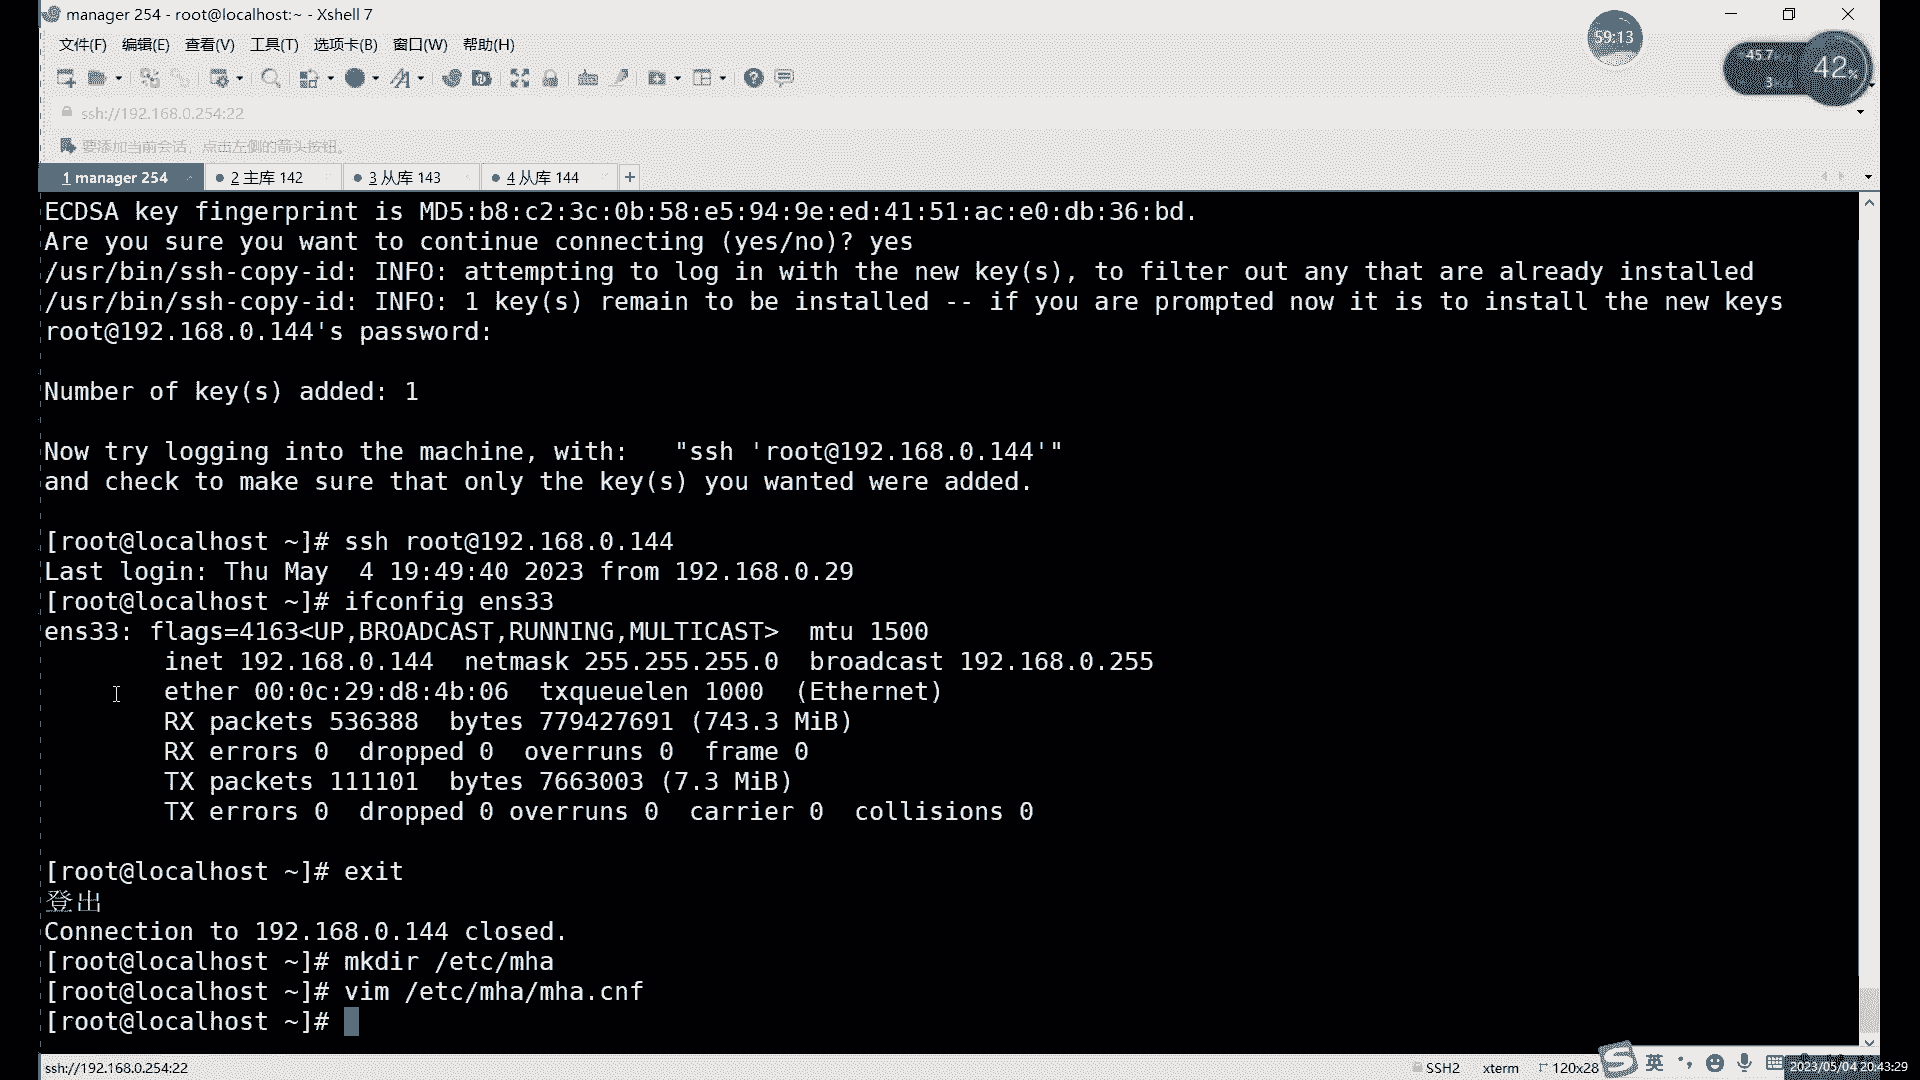 manager 254 - root@localhost:~ - Xshell 7
文件(F) 编辑(E) 查看(V) 工具(T) 选项卡(B) 窗口(W) 帮助(H)
59:13
45.7
42%
3
ssh://192.168.0.254:22
要添加当前会话，点击左侧的箭头按钮。
1 manager 254
2 主库 142
3 从库 143
4 从库 144
+
ECDSA key fingerprint is MD5:b8:c2:3c:0b:58:e5:94:9e:ed:41:51:ac:e0:db:36:bd.
Are you sure you want to continue connecting (yes/no)? yes
/usr/bin/ssh-copy-id: INFO: attempting to log in with the new key(s), to filter out any that are already installed
/usr/bin/ssh-copy-id: INFO: 1 key(s) remain to be installed -- if you are prompted now it is to install the new keys
root@192.168.0.144's password:
Number of key(s) added: 1
Now try logging into the machine, with:   "ssh 'root@192.168.0.144'"
and check to make sure that only the key(s) you wanted were added.
[root@localhost ~]# ssh root@192.168.0.144
Last login: Thu May  4 19:49:40 2023 from 192.168.0.29
[root@localhost ~]# ifconfig ens33
ens33: flags=4163<UP,BROADCAST,RUNNING,MULTICAST>  mtu 1500
inet 192.168.0.144  netmask 255.255.255.0  broadcast 192.168.0.255
ether 00:0c:29:d8:4b:06  txqueuelen 1000  (Ethernet)
RX packets 536388  bytes 779427691 (743.3 MiB)
RX errors 0  dropped 0  overruns 0  frame 0
TX packets 111101  bytes 7663003 (7.3 MiB)
TX errors 0  dropped 0 overruns 0  carrier 0  collisions 0
[root@localhost ~]# exit
登出
Connection to 192.168.0.144 closed.
[root@localhost ~]# mkdir /etc/mha
[root@localhost ~]# vim /etc/mha/mha.cnf
[root@localhost ~]#
ssh://192.168.0.254:22
SSH2
xterm
120x28
英
2023/05/04 20:43:29